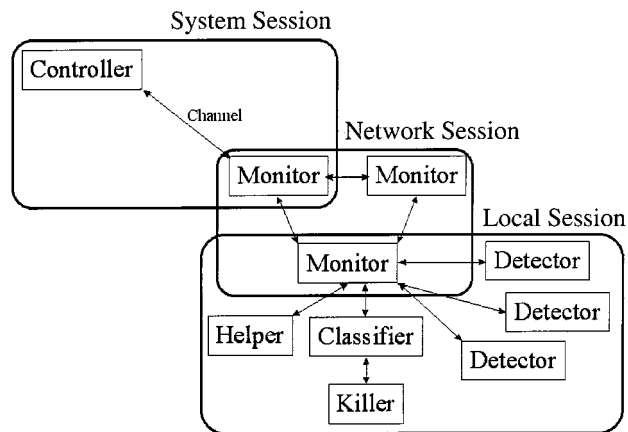 System Session
Controller
Channel
Network Session
Monitor
Monitor
Local Session
Monitor
Detector
Detector
Helper
Classifier
Detector
Killer